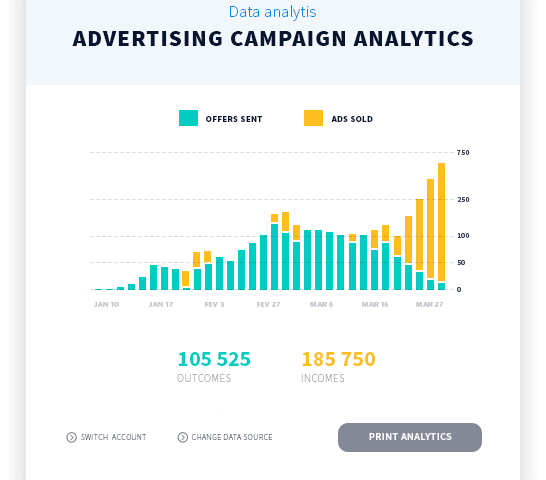 Data analytis
ADVERTISING CAMPAIGN ANALYTICS
OFFERS SENT
ADS SOLD
750
250
100
50
0
JAN 10
JAN 17
FEV 3
FEV 27
MAR 6
MAR 16
MAR 27
105 525
185 750
OUTCOMES
INCOMES
SWITCH ACCOUNT
CHANGE DATA SOURCE
PRINT ANALYTICS